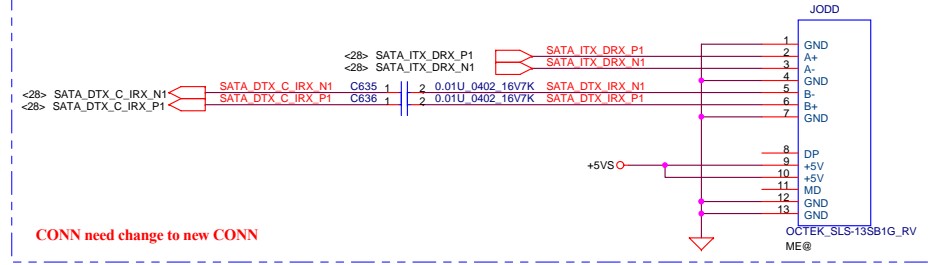 JODD
1 GND
<28> SATA_ITX_DRX_P1 SATA_ITX_DRX_P1 2 A+
<28> SATA_ITX_DRX_N1 SATA_ITX_DRX_N1 3 A-
4 GND
<28> SATA_DTX_C_IRX_N1 SATA_DTX_C_IRX_N1 C635 1 2 0.01U_0402_16V7K SATA_DTX_IRX_N1 5 B-
<28> SATA_DTX_C_IRX_P1 SATA_DTX_C_IRX_P1 C636 1 2 0.01U_0402_16V7K SATA_DTX_IRX_P1 6 B+
7 GND
8 DP
+5VS 9 +5V
10 +5V
11 MD
12 GND
13 GND
CONN need change to new CONN
OCTEK_SLS-13SB1G_RV
ME@